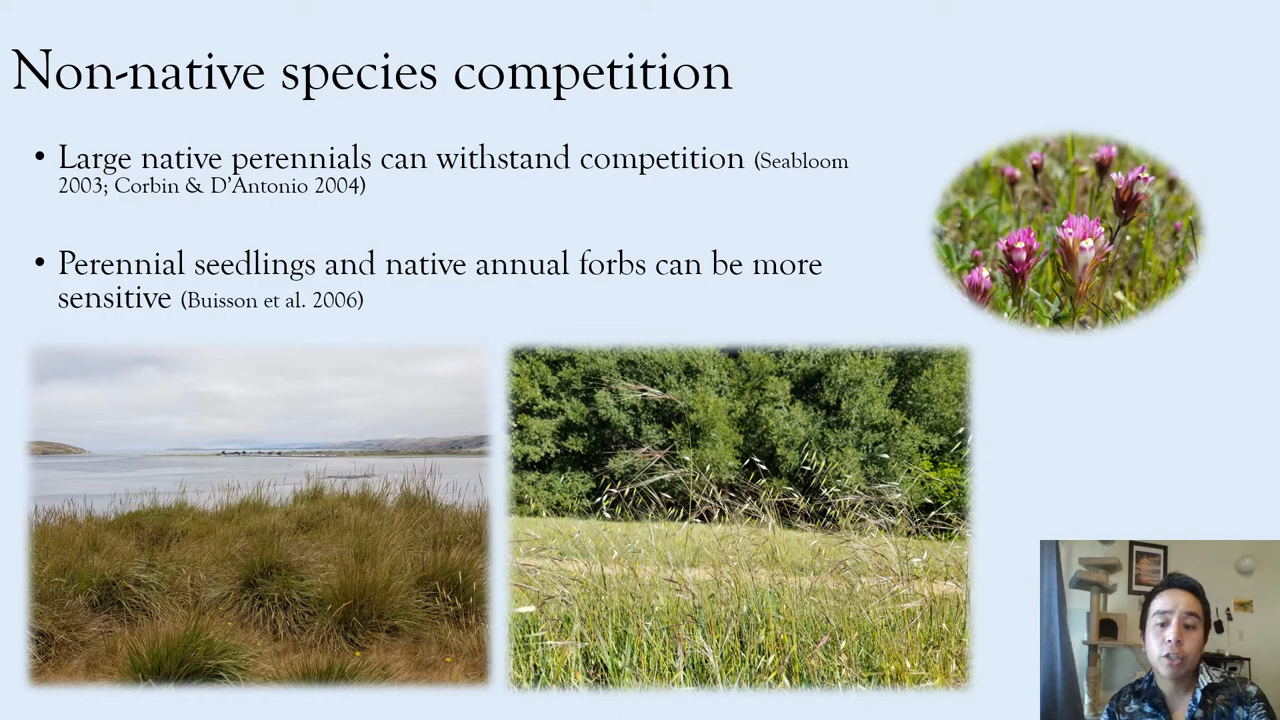 Non-native species competition
• Large native perennials can withstand competition (Seabloom
2003; Corbin & D’Antonio 2004)
• Perennial seedlings and native annual forbs can be more
sensitive (Buisson et al. 2006)